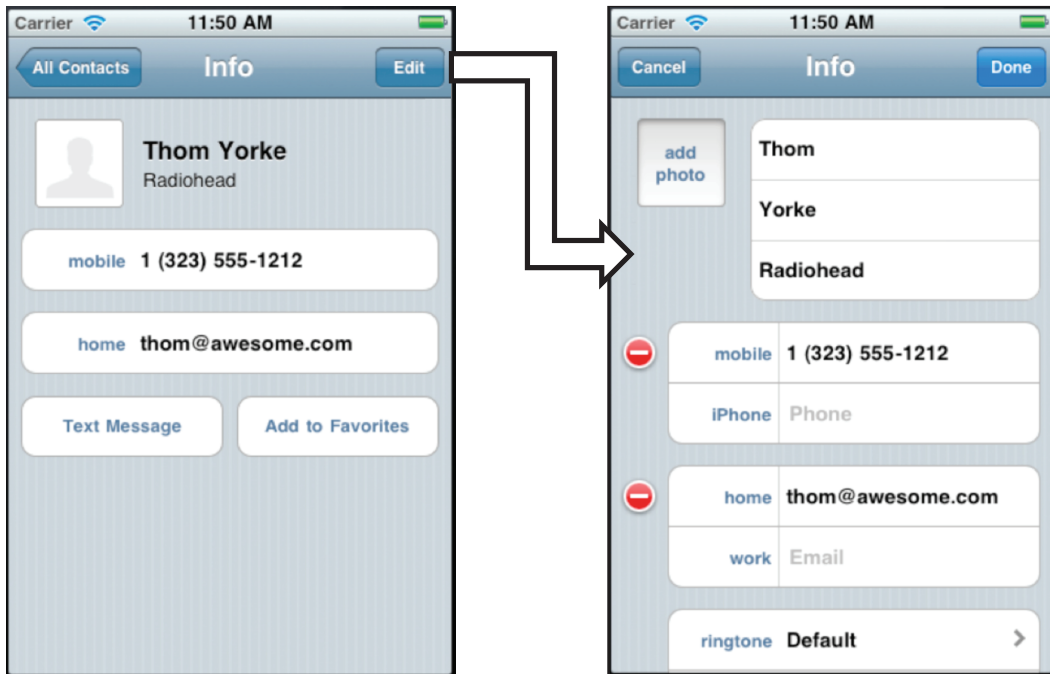 Carrier 11:50 AM
All Contacts Info Edit
Thom Yorke
Radiohead
mobile 1 (323) 555-1212
home thom@awesome.com
Text Message Add to Favorites
Carrier 11:50 AM
Cancel Info Done
add
photo
Thom
Yorke
Radiohead
mobile 1 (323) 555-1212
iPhone Phone
home thom@awesome.com
work Email
ringtone Default